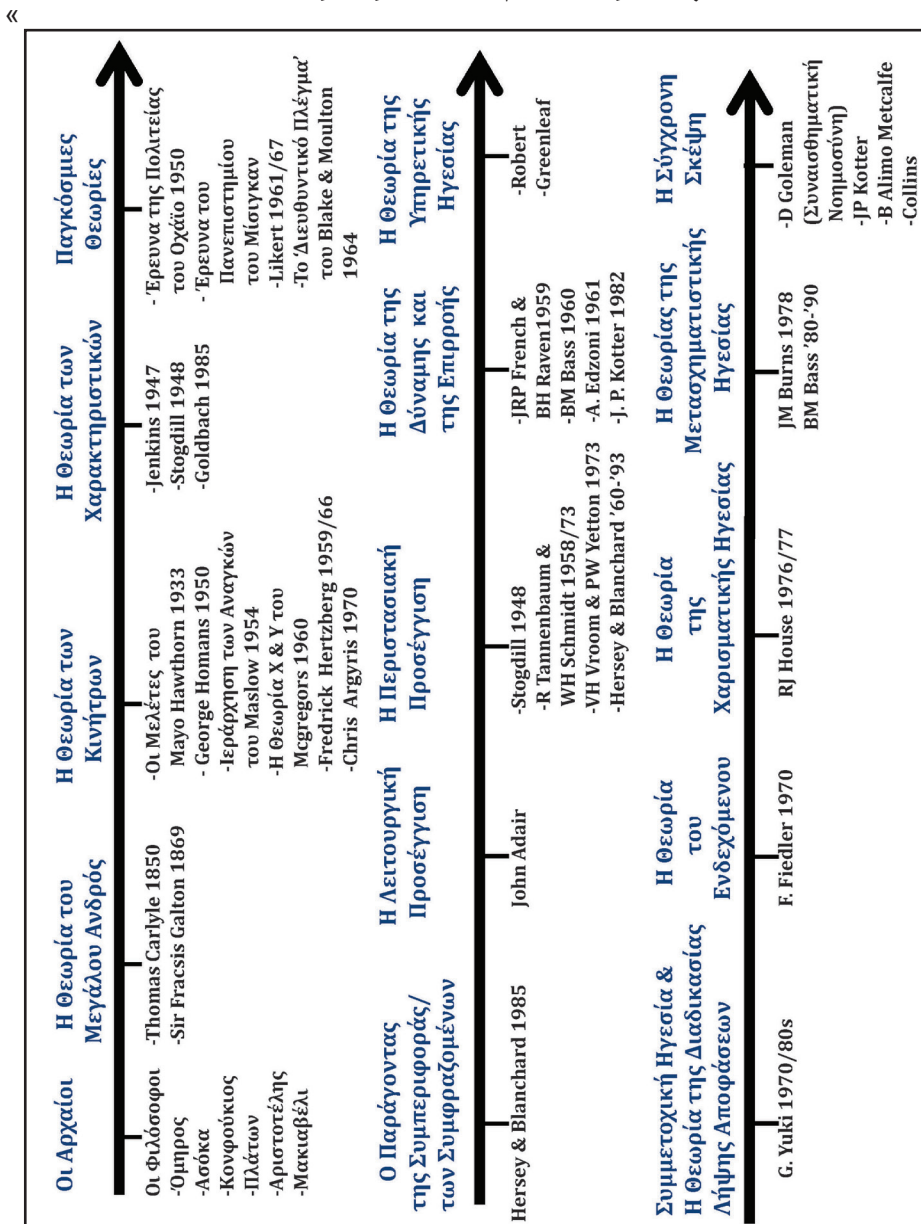 «
Οι Αρχαίοι
Οι Φιλόσοφοι
-Όμηρος
-Ασόκα
-Κονφούκιος
-Πλάτων
-Αριστοτέλης
-Μακιαβέλι
Η Θεωρία του
Μεγάλου Ανδρός
-Thomas Carlyle 1850
-Sir Fracsis Galton 1869
Η Θεωρία των
Κινήτρων
-Οι Μελέτες του
Mayo Hawthorn 1933
- George Homans 1950
-Ιεράρχηση των Αναγκών
του Maslow 1954
-Η Θεωρία Χ & Υ του
Mcgregors 1960
-Fredrick Hertzberg 1959/66
-Chris Argyris 1970
Η Θεωρία των
Χαρακτηριστικών
-Jenkins 1947
-Stogdill 1948
-Goldbach 1985
Παγκόσμιες
Θεωρίες
-Έρευνα της Πολιτείας
του Οχάϊο 1950
-Έρευνα του
Πανεπιστημίου
του Μίσιγκαν
-Likert 1961/67
-Το ‘Διευθυντικό Πλέγμα’
του Blake & Moulton
1964
Ο Παράγοντας
της Συμπεριφοράς/
των Συμφραζομένων
Hersey & Blanchard 1985
Η Λειτουργική
Προσέγγιση
John Adair
Η Περιστασιακή
Προσέγγιση
-Stogdill 1948
-R Tannenbaum &
WH Schmidt 1958/73
-VH Vroom & PW Yetton 1973
-Hersey & Blanchard ’60-’93
Η Θεωρία της
Δύναμης και
της Επιρροής
-JRP French &
BH Raven1959
-BM Bass 1960
-A. Edzoni 1961
-J. P. Kotter 1982
Η Θεωρία της
Υπηρετικής
Ηγεσίας
-Robert
-Greenleaf
Συμμετοχική Ηγεσία &
Η Θεωρία της Διαδικασίας
Λήψης Αποφάσεων
G. Yuki 1970/80s
Η Θεωρία
του
Ενδεχόμενου
F. Fiedler 1970
Η Θεωρία
της
Χαρισματικής Ηγεσίας
RJ House 1976/77
Η Θεωρίας της
Μετασχηματιστικής
Ηγεσίας
JM Burns 1978
BM Bass ’80-’90
Η Σύγχρονη
Σκέψη
-D Goleman
(Συναισθηματική
Νοημοσύνη)
-JP Kotter
-B Alimo Metcalfe
-Collins